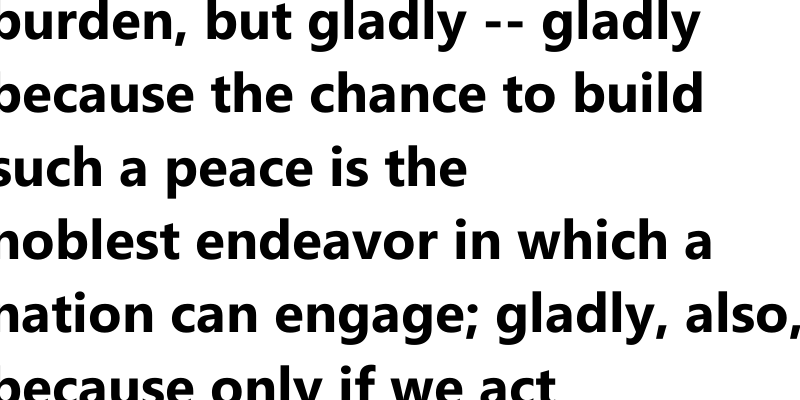 burden, but gladly -- gladly
because the chance to build
such a peace is the
noblest endeavor in which a
nation can engage; gladly, also,
because only if we act